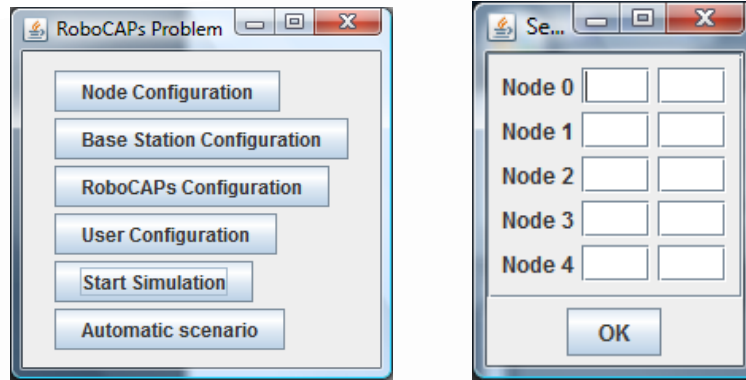 RoboCAPs Problem
Node Configuration
Base Station Configuration
RoboCAPs Configuration
User Configuration
Start Simulation
Automatic scenario
Se...
Node 0
Node 1
Node 2
Node 3
Node 4
OK